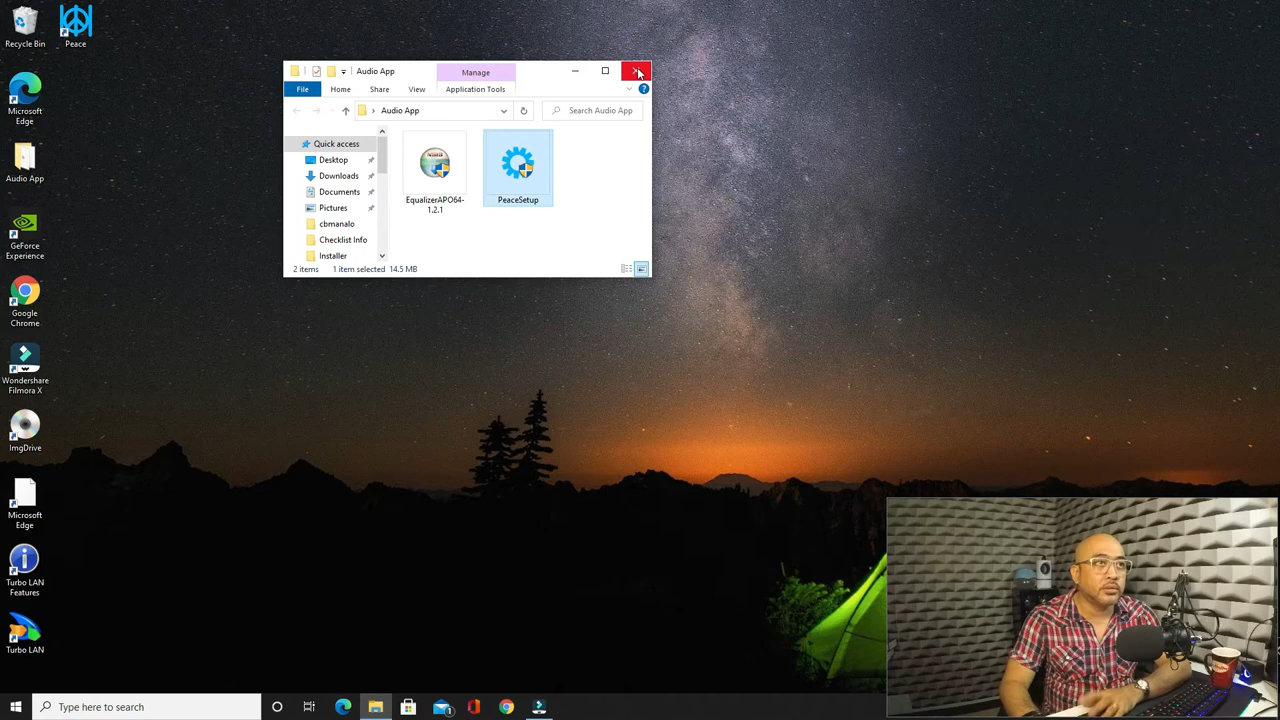 Recycle Bin
Peace
Microsoft
Edge
Audio App
GeForce
Experience
Google
Chrome
Wondershare
Filmora X
ImgDrive
Microsoft
Edge
Turbo LAN
Features
Turbo LAN
Audio App
Manage
File
Home
Share
View
Application Tools
Audio App
Search Audio App
Quick access
Desktop
Downloads
Documents
Pictures
cbmanalo
Checklist Info
Installer
EqualizerAPO64-
1.2.1
PeaceSetup
2 items
1 item selected 14.5 MB
Type here to search